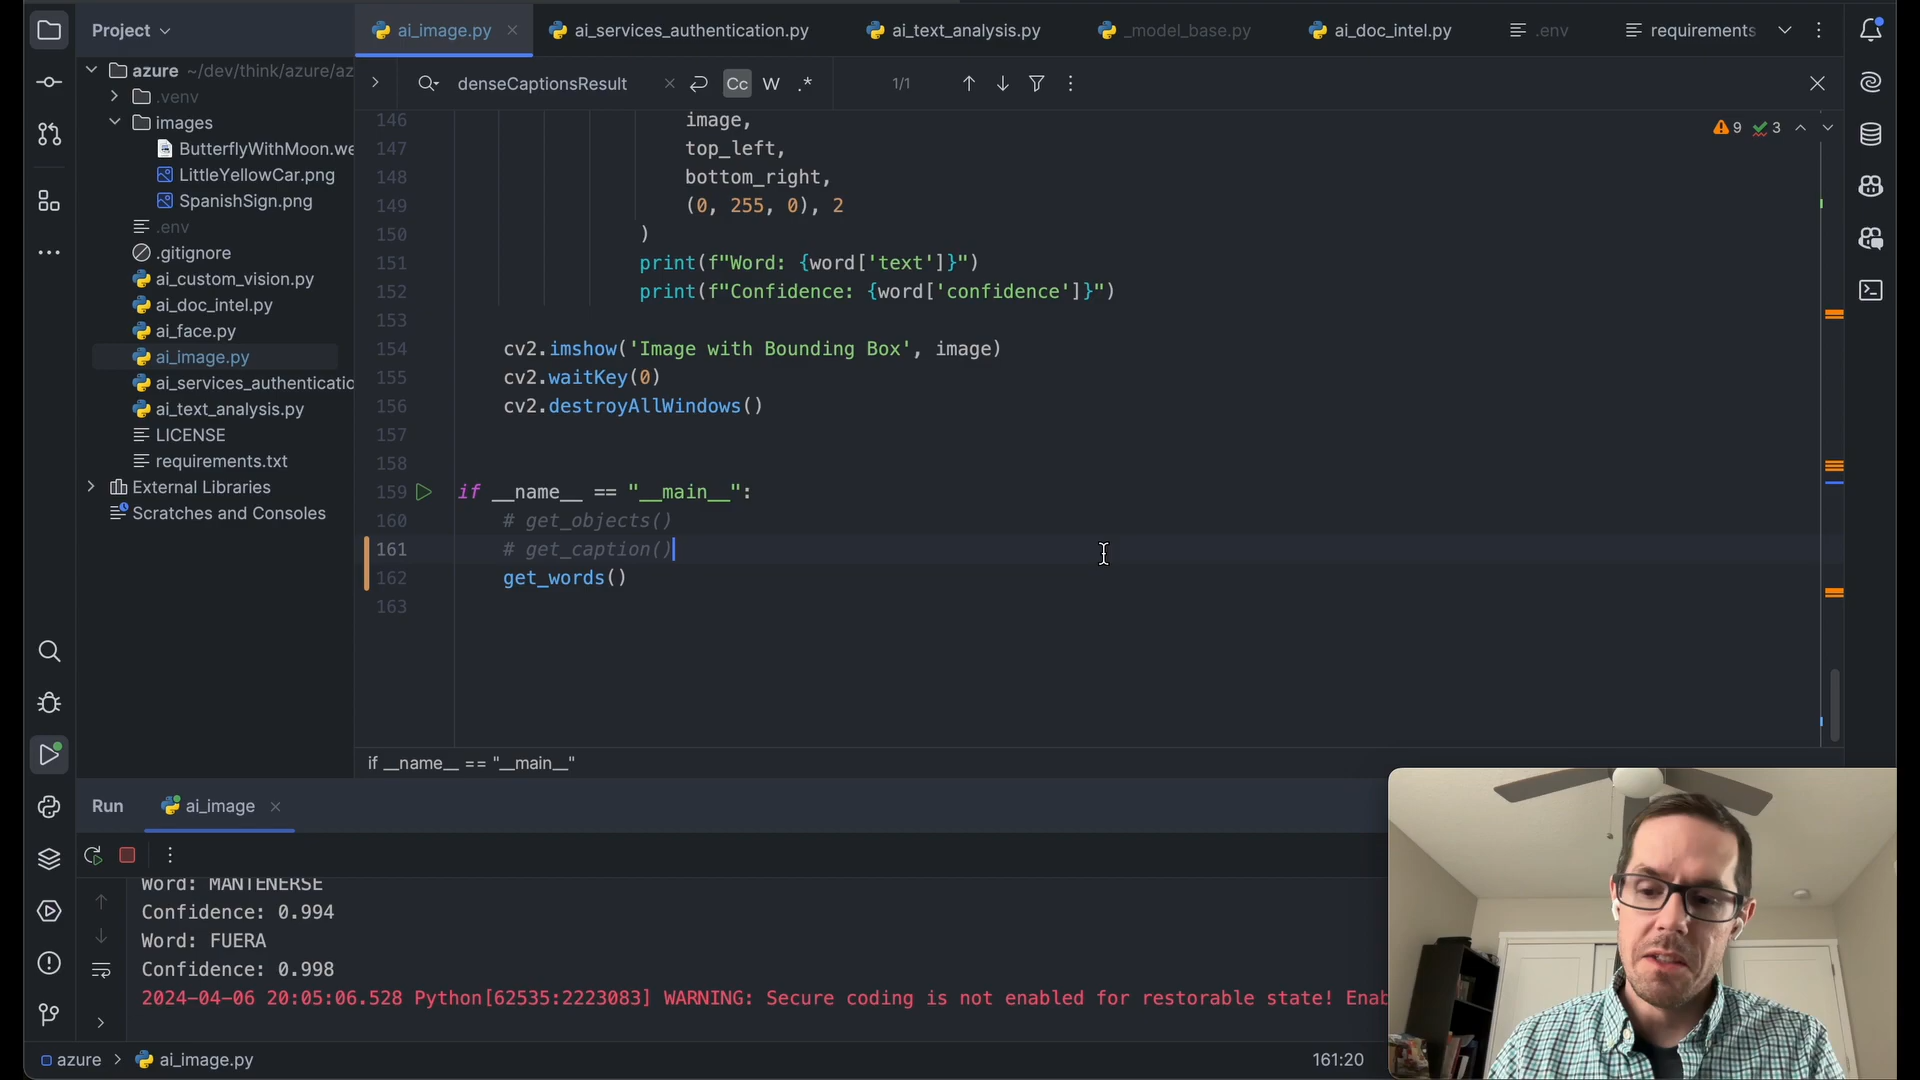 Project
ai_image.py
ai_services_authentication.py
ai_text_analysis.py
_model_base.py
ai_doc_intel.py
.env
requirements
azure ~/dev/think/azure/az
.venv
images
ButterflyWithMoon.we
LittleYellowCar.png
SpanishSign.png
.env
.gitignore
ai_custom_vision.py
ai_doc_intel.py
ai_face.py
ai_image.py
ai_services_authenticatio
ai_text_analysis.py
LICENSE
requirements.txt
External Libraries
Scratches and Consoles
denseCaptionsResult
Cc
W
.*
1/1
9
3
146 image,
147 top_left,
148 bottom_right,
149 (0, 255, 0), 2
150 )
151 print(f"Word: {word['text']}")
152 print(f"Confidence: {word['confidence']}")
153
154 cv2.imshow('Image with Bounding Box', image)
155 cv2.waitKey(0)
156 cv2.destroyAllWindows()
157
158
159 if __name__ == "__main__":
160 # get_objects()
161 # get_caption()
162 get_words()
163
if __name__ == "__main__"
Run
ai_image
Word: MANTENERSE
Confidence: 0.994
Word: FUERA
Confidence: 0.998
2024-04-06 20:05:06.528 Python[62535:2223083] WARNING: Secure coding is not enabled for restorable state! Enab
azure
ai_image.py
161:20